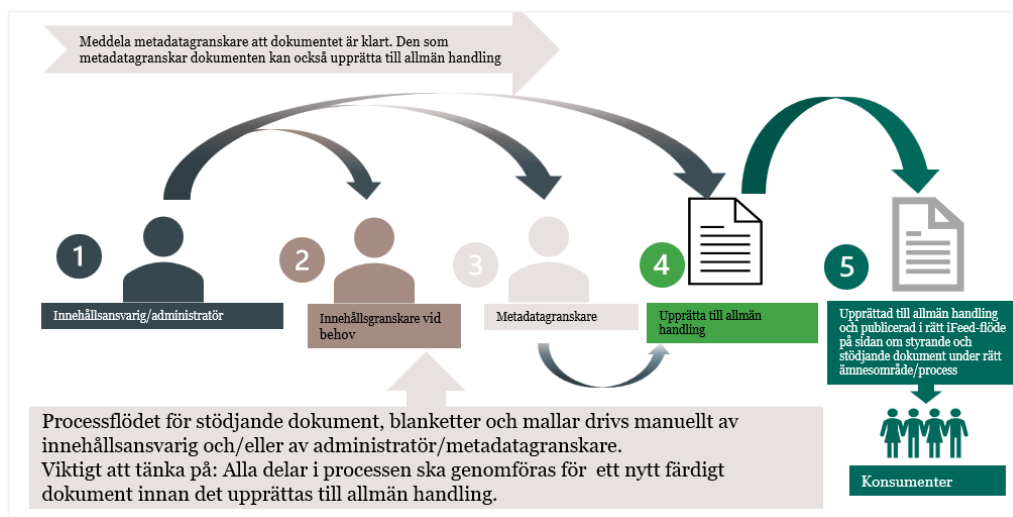 Meddela metadatagranskare att dokumentet är klart. Den som
metadatagranskar dokumenten kan också upprätta till allmän handling
1
Innehållsansvarig/administratör
2
Innehållsgranskare vid
behov
3
Metadatagranskare
4
Upprätta till allmän
handling
5
Upprättad till allmän handling
och publicerad i rätt iFeed-flöde
på sidan om styrande och
stödjande dokument under rätt
ämnesområde/process
Processflödet för stödjande dokument, blanketter och mallar drivs manuellt av
innehållsansvarig och/eller av administratör/metadatagranskare.
Viktigt att tänka på: Alla delar i processen ska genomföras för ett nytt färdigt
dokument innan det upprättas till allmän handling.
Konsumenter